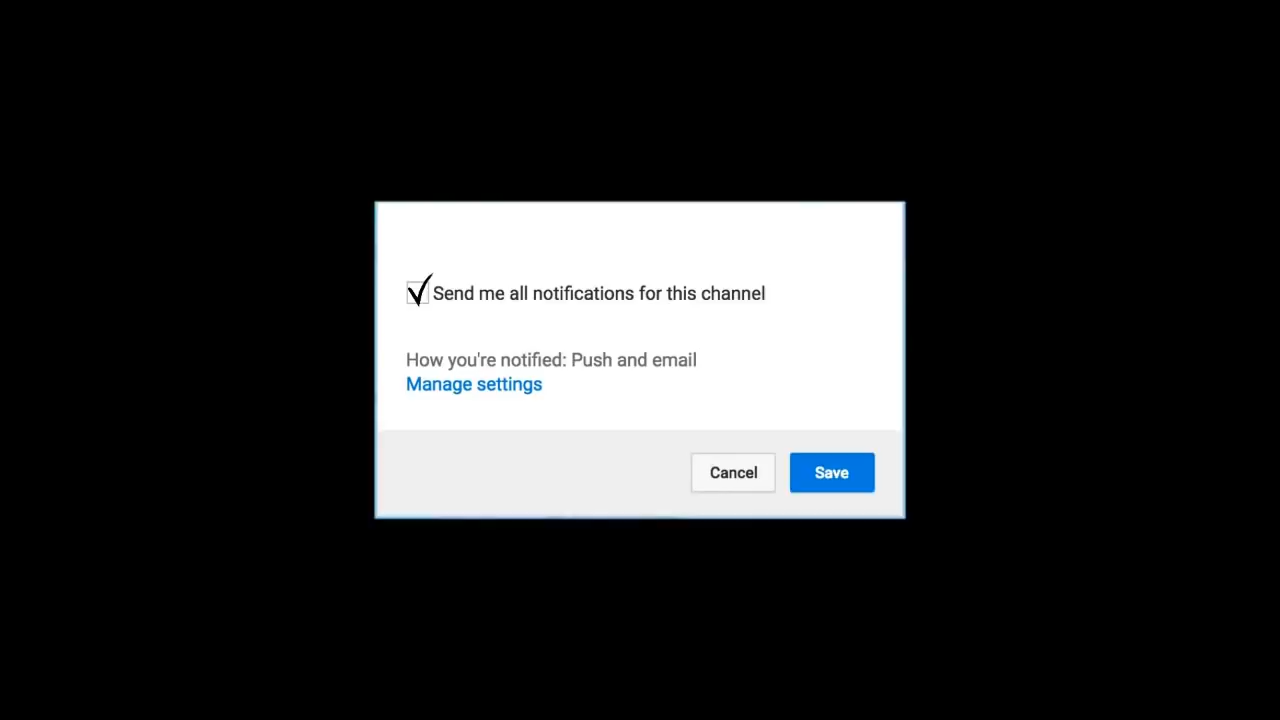 Send me all notifications for this channel
How you're notified: Push and email
Manage settings
Cancel Save